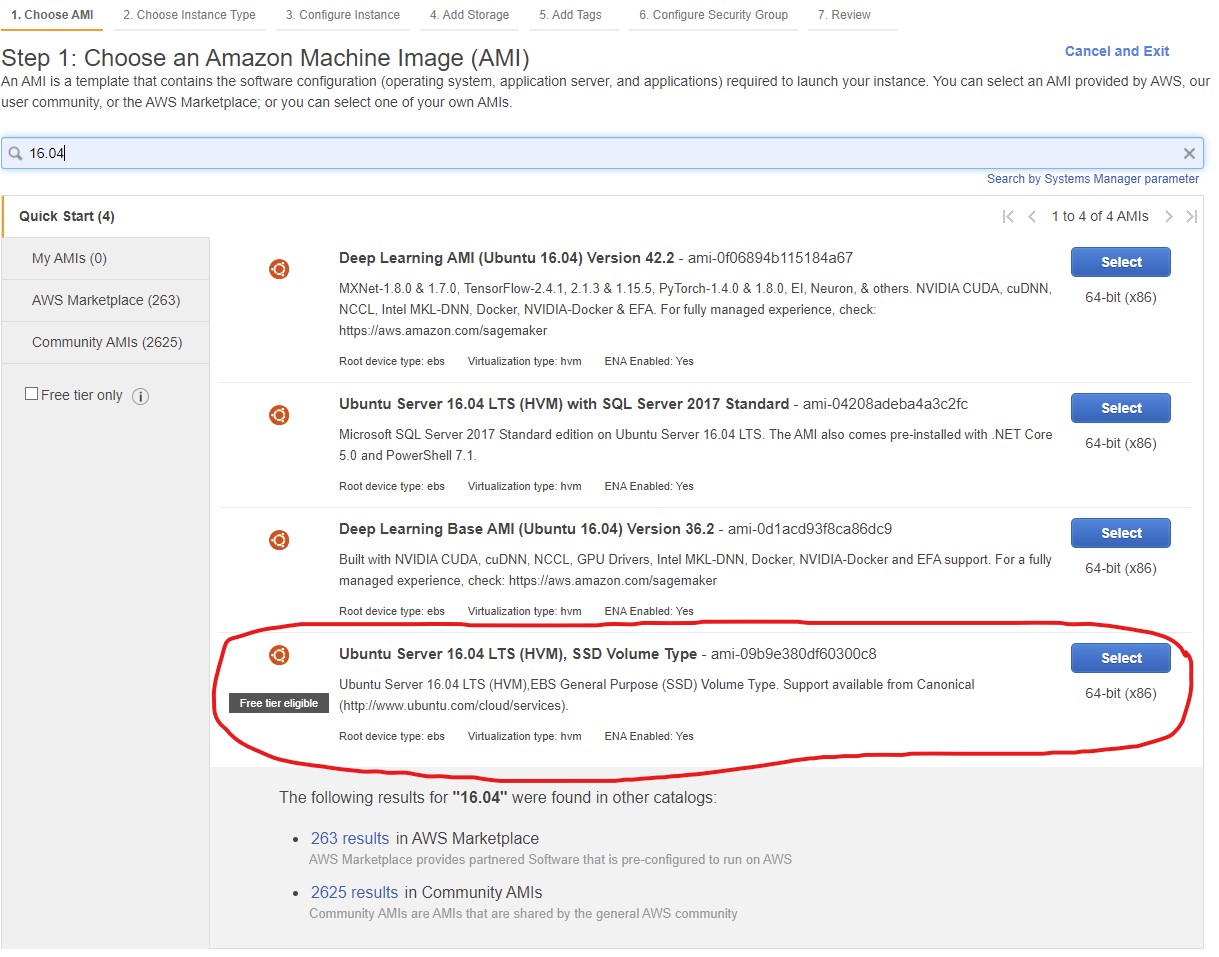 1. Choose AMI 2. Choose Instance Type 3. Configure Instance 4. Add Storage 5. Add Tags 6. Configure Security Group 7. Review
Step 1: Choose an Amazon Machine Image (AMI)
Cancel and Exit
An AMI is a template that contains the software configuration (operating system, application server, and applications) required to launch your instance. You can select an AMI provided by AWS, our
user community, or the AWS Marketplace; or you can select one of your own AMIs.
16.04
Search by Systems Manager parameter
Quick Start (4)
1 to 4 of 4 AMIs
My AMIs (0)
AWS Marketplace (263)
Community AMIs (2625)
Free tier only
Deep Learning AMI (Ubuntu 16.04) Version 42.2 - ami-0f06894b115184a67
Select
MXNet-1.8.0 & 1.7.0, TensorFlow-2.4.1, 2.1.3 & 1.15.5, PyTorch-1.4.0 & 1.8.0, EI, Neuron, & others. NVIDIA CUDA, cuDNN,
64-bit (x86)
NCCL, Intel MKL-DNN, Docker, NVIDIA-Docker & EFA. For fully managed experience, check:
https://aws.amazon.com/sagemaker
Root device type: ebs Virtualization type: hvm ENA Enabled: Yes
Ubuntu Server 16.04 LTS (HVM) with SQL Server 2017 Standard - ami-04208adeba4a3c2fc
Select
Microsoft SQL Server 2017 Standard edition on Ubuntu Server 16.04 LTS. The AMI also comes pre-installed with .NET Core
64-bit (x86)
5.0 and PowerShell 7.1.
Root device type: ebs Virtualization type: hvm ENA Enabled: Yes
Deep Learning Base AMI (Ubuntu 16.04) Version 36.2 - ami-0d1acd93f8ca86dc9
Select
Built with NVIDIA CUDA, cuDNN, NCCL, GPU Drivers, Intel MKL-DNN, Docker, NVIDIA-Docker and EFA support. For a fully
64-bit (x86)
managed experience, check: https://aws.amazon.com/sagemaker
Root device type: ebs Virtualization type: hvm ENA Enabled: Yes
Ubuntu Server 16.04 LTS (HVM), SSD Volume Type - ami-09b9e380df60300c8
Select
Ubuntu Server 16.04 LTS (HVM),EBS General Purpose (SSD) Volume Type. Support available from Canonical
64-bit (x86)
Free tier eligible
(http://www.ubuntu.com/cloud/services).
Root device type: ebs Virtualization type: hvm ENA Enabled: Yes
The following results for "16.04" were found in other catalogs:
263 results in AWS Marketplace
AWS Marketplace provides partnered Software that is pre-configured to run on AWS
2625 results in Community AMIs
Community AMIs are AMIs that are shared by the general AWS community